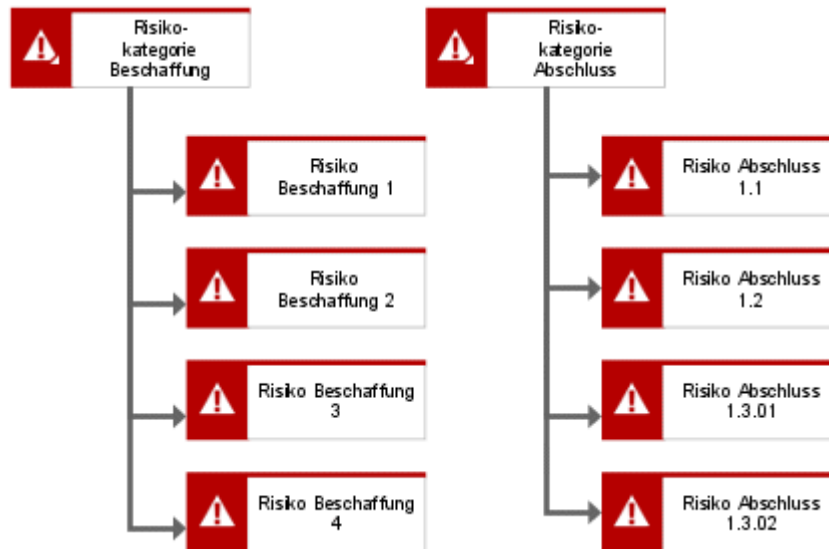 Risiko-
kategorie
Beschaffung
Risiko
Beschaffung 1
Risiko
Beschaffung 2
Risiko Beschaffung
3
Risiko Beschaffung
4
Risiko-
kategorie
Abschluss
Risiko Abschluss
1.1
Risiko Abschluss
1.2
Risiko Abschluss
1.3.01
Risiko Abschluss
1.3.02